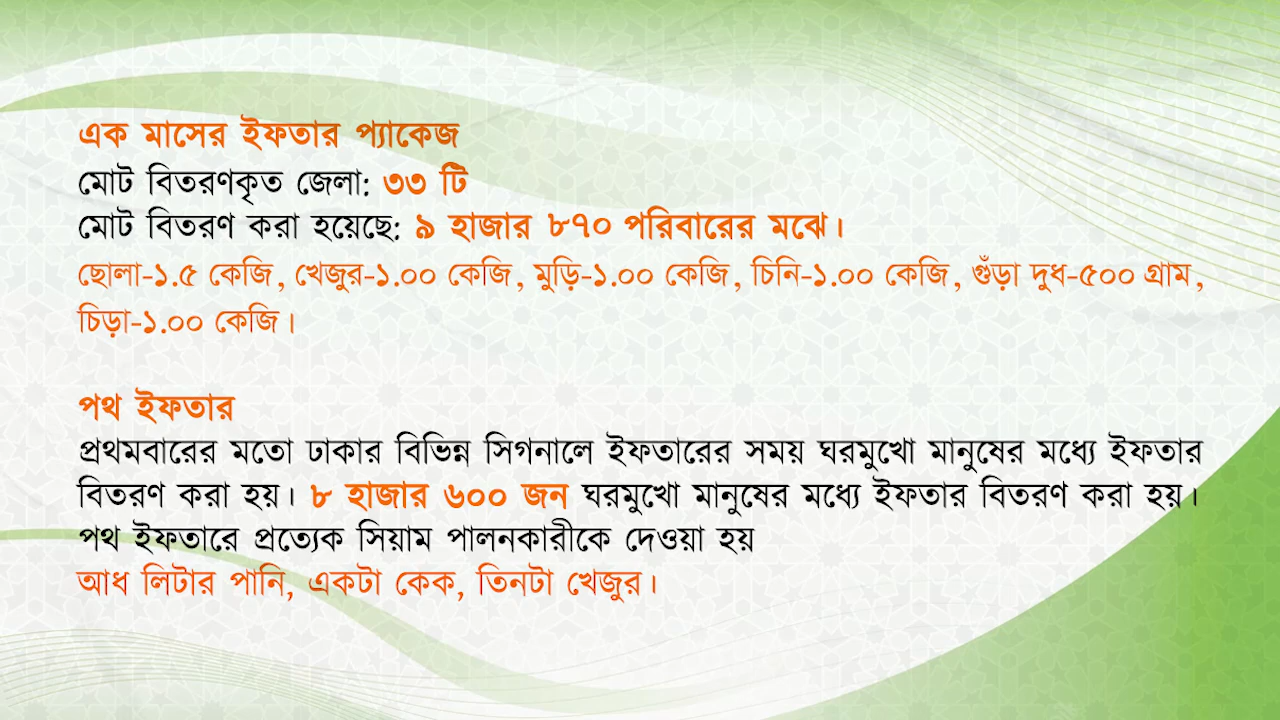 এক মাসের ইফতার প্যাকেজ
মোট বিতরণকৃত জেলা: ৩৩ টি
মোট বিতরণ করা হয়েছে: ৯ হাজার ৮৭০ পরিবারের মঝে।
ছোলা-১.৫ কেজি, খেজুর-১.০০ কেজি, মুড়ি-১.০০ কেজি, চিনি-১.০০ কেজি, গুঁড়া দুধ-৫০০ গ্রাম,
চিড়া-১.০০ কেজি।
পথ ইফতার
প্রথমবারের মতো ঢাকার বিভিন্ন সিগনালে ইফতারের সময় ঘরমুখো মানুষের মধ্যে ইফতার
বিতরণ করা হয়। ৮ হাজার ৬০০ জন ঘরমুখো মানুষের মধ্যে ইফতার বিতরণ করা হয়।
পথ ইফতারে প্রত্যেক সিয়াম পালনকারীকে দেওয়া হয়
আধ লিটার পানি, একটা কেক, তিনটা খেজুর।